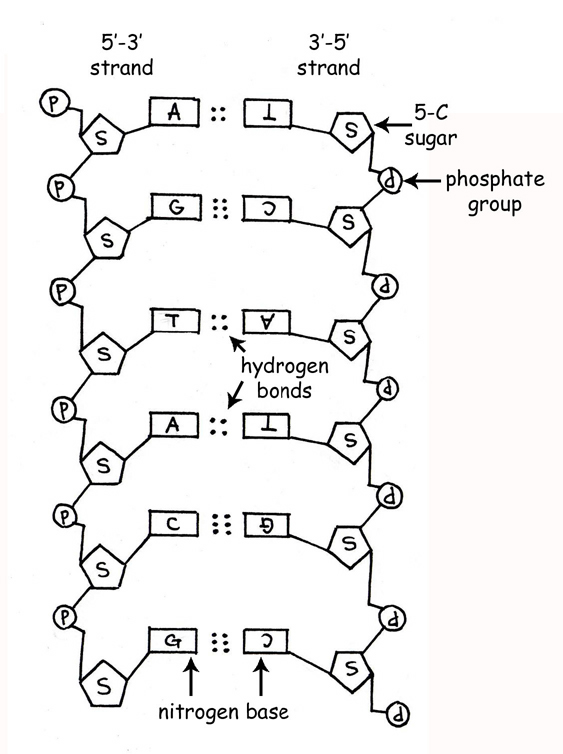 5'-3'
strand
3'-5'
strand
P
A
T
5-C
sugar
S
S
P
P
phosphate
group
G
C
S
S
P
P
T
A
S
S
hydrogen
bonds
P
P
A
T
S
S
P
P
C
G
S
S
P
P
G
C
S
S
nitrogen base
P